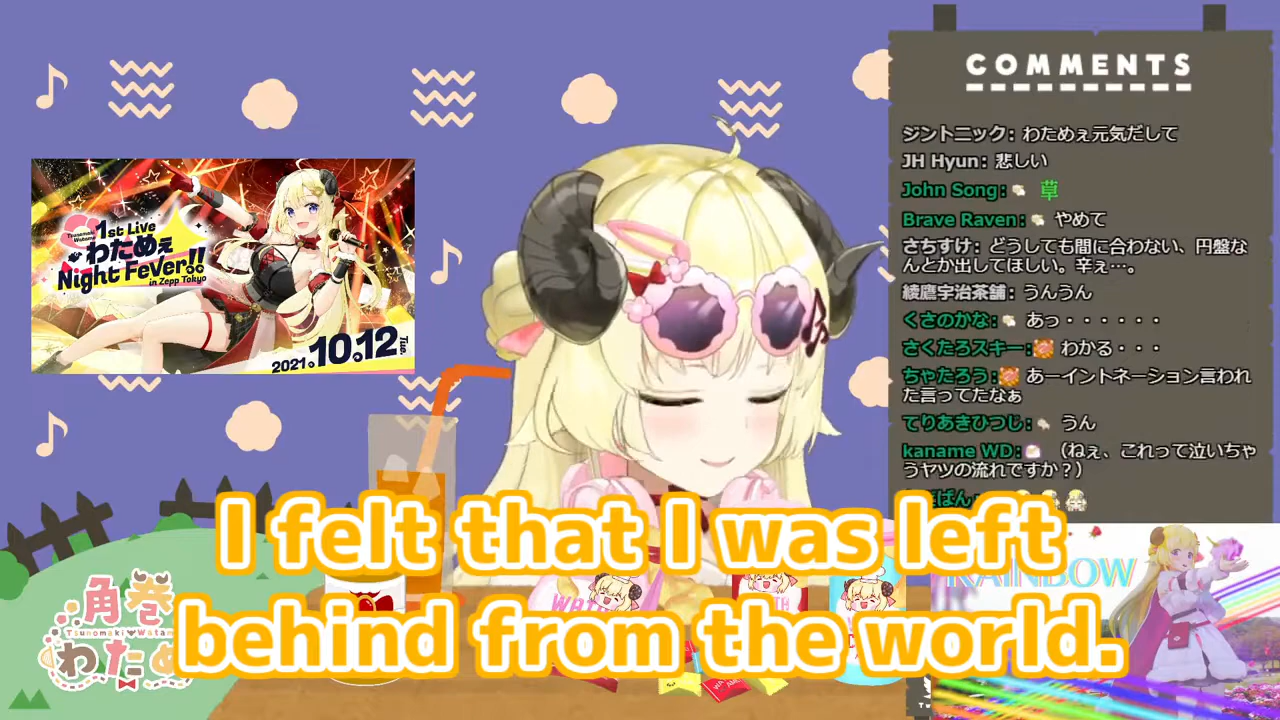 COMMENTS
ジントニック: わためぇ元気だして
JH Hyun: 悲しい
John Song: 草
Brave Raven: やめて
さちすけ: どうしても間に合わない、円盤な
んとか出してほしい。辛ぇ…。
綾鷹宇治茶舗: うんうん
くさのかな: あっ・・・・・・
さくたろスキー: わかる・・・
ちゃたろう: あーイントネーション言われ
た言ってたなぁ
てりあきひつじ: うん
kaname WD: （ねぇ、これって泣いちゃ
うヤツの流れですか？）
Tsunomaki
Watame
1st Live
わためぇ
Night Fever!!
in Zepp Tokyo
2021.10.12 Tue.
I felt that I was left
behind from the world.
角巻
Tsunomaki Watam
わため
RAINBOW